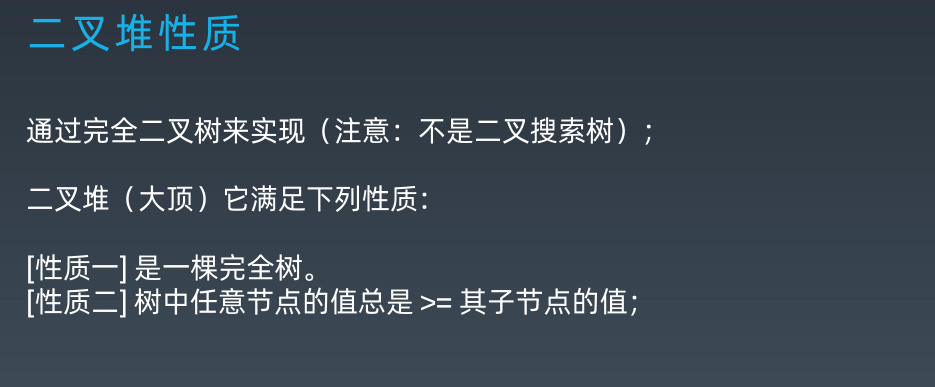 二叉堆性质
通过完全二叉树来实现（注意：不是二叉搜索树）；
二叉堆（大顶）它满足下列性质：
[性质一] 是一棵完全树。
[性质二] 树中任意节点的值总是 >= 其子节点的值；